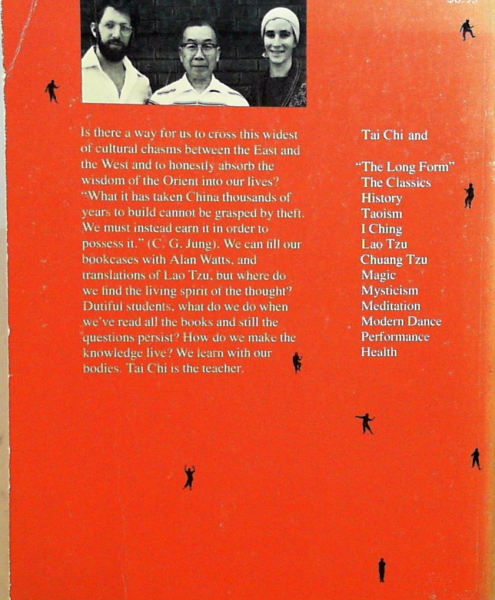 Is there a way for us to cross this widest
of cultural chasms between the East and
the West and to honestly absorb the
wisdom of the Orient into our lives?
“What it has taken China thousands of
years to build cannot be grasped by theft.
We must instead earn it in order to
possess it.” (C. G. Jung). We can fill our
bookcases with Alan Watts, and
translations of Lao Tzu, but where do
we find the living spirit of the thought?
Dutiful students, what do we do when
we’ve read all the books and still the
questions persist? How do we make the
knowledge live? We learn with our
bodies. Tai Chi is the teacher.
Tai Chi and
“The Long Form”
The Classics
History
Taoism
I Ching
Lao Tzu
Chuang Tzu
Magic
Mysticism
Meditation
Modern Dance
Performance
Health